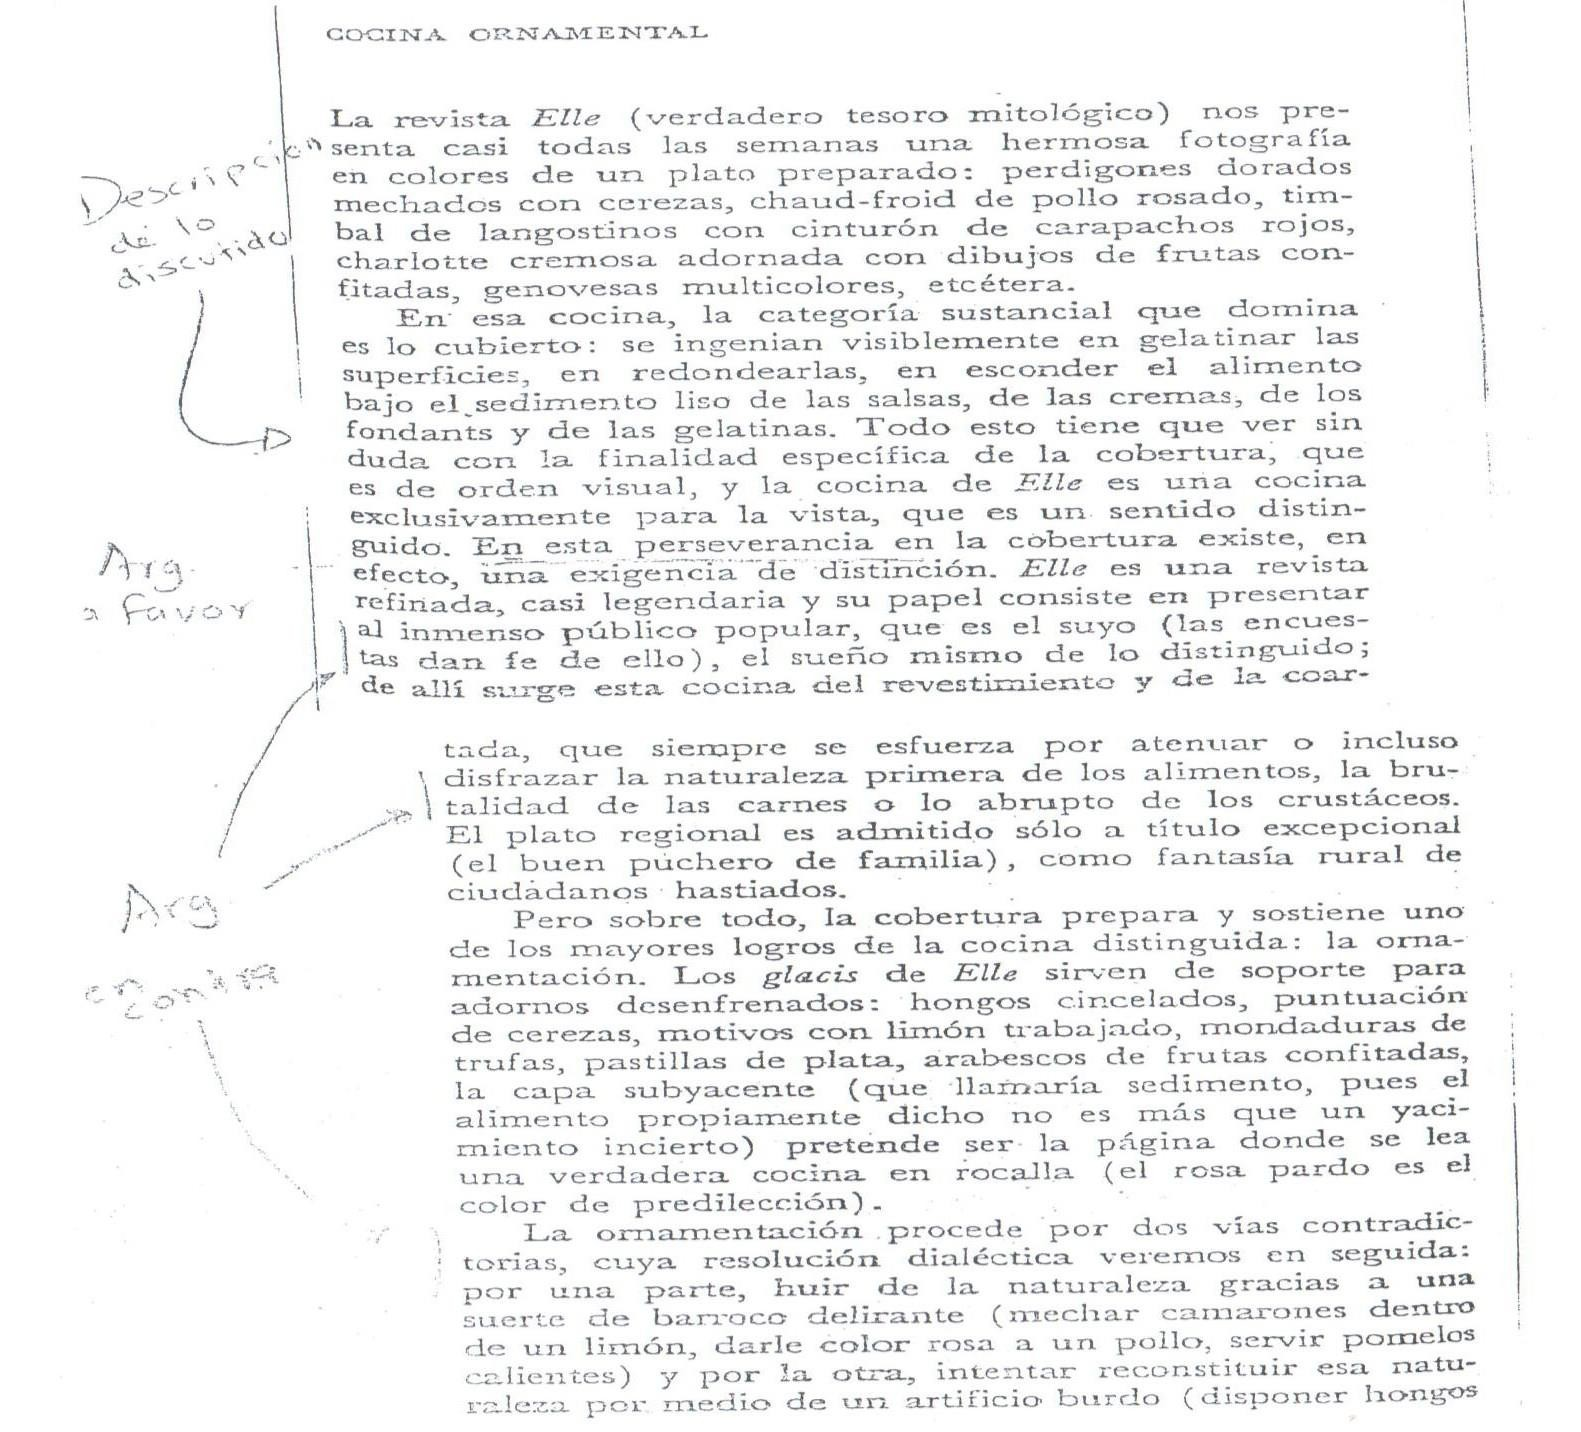 COCINA ORNAMENTAL
La revista Elle (verdadero tesoro mitológico) nos pre-
senta casi todas las semanas una hermosa fotografía
en colores de un plato preparado: perdigones dorados
mechados con cerezas, chaud-froid de pollo rosado, tim-
bal de langostinos con cinturón de carapachos rojos,
charlotte cremosa adornada con dibujos de frutas con-
fitadas, genovesas multicolores, etcétera.
En esa cocina, la categoría sustancial que domina
es lo cubierto: se ingenian visiblemente en gelatinar las
superficies, en redondearlas, en esconder el alimento
bajo el sedimento liso de las salsas, de las cremas, de los
fondants y de las gelatinas. Todo esto tiene que ver sin
duda con la finalidad específica de la cobertura, que
es de orden visual, y la cocina de Elle es una cocina
exclusivamente para la vista, que es un sentido distin-
guido. En esta perseverancia en la cobertura existe, en
efecto, una exigencia de distinción. Elle es una revista
refinada, casi legendaria y su papel consiste en presentar
al inmenso público popular, que es el suyo (las encues-
tas dan fe de ello), el sueño mismo de lo distinguido;
de allí surge esta cocina del revestimiento y de la coar-
tada, que siempre se esfuerza por atenuar o incluso
disfrazar la naturaleza primera de los alimentos, la bru-
talidad de las carnes o lo abrupto de los crustáceos.
El plato regional es admitido sólo a título excepcional
(el buen puchero de familia), como fantasía rural de
ciudadanos hastiados.
Pero sobre todo, la cobertura prepara y sostiene uno
de los mayores logros de la cocina distinguida: la orna-
mentación. Los glacis de Elle sirven de soporte para
adornos desenfrenados: hongos cincelados, puntuación
de cerezas, motivos con limón trabajado, mondaduras de
trufas, pastillas de plata, arabescos de frutas confitadas,
la capa subyacente (que llamaría sedimento, pues el
alimento propiamente dicho no es más que un yaci-
miento incierto) pretende ser la página donde se lea
una verdadera cocina en rocalla (el rosa pardo es el
color de predilección).
La ornamentación procede por dos vías contradic-
torias, cuya resolución dialéctica veremos en seguida:
por una parte, huir de la naturaleza gracias a una
suerte de barroco delirante (mechar camarones dentro
de un limón, darle color rosa a un pollo, servir pomelos
calientes) y por la otra, intentar reconstituir esa natu-
raleza por medio de un artificio burdo (disponer hongos
Descripción
de lo
discutido
Arg.
a favor
Arg
en contra